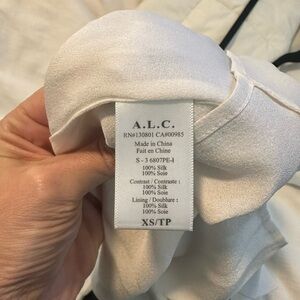 A.L.C.
RN#130801 CA#00985
Made in China
Fait en Chine
S - 3 6807PE-I
100% Silk
100% Soie
Contrast / Contraste :
100% Silk
100% Soie
Lining / Doublure :
100% Silk
100% Soie
XS/TP